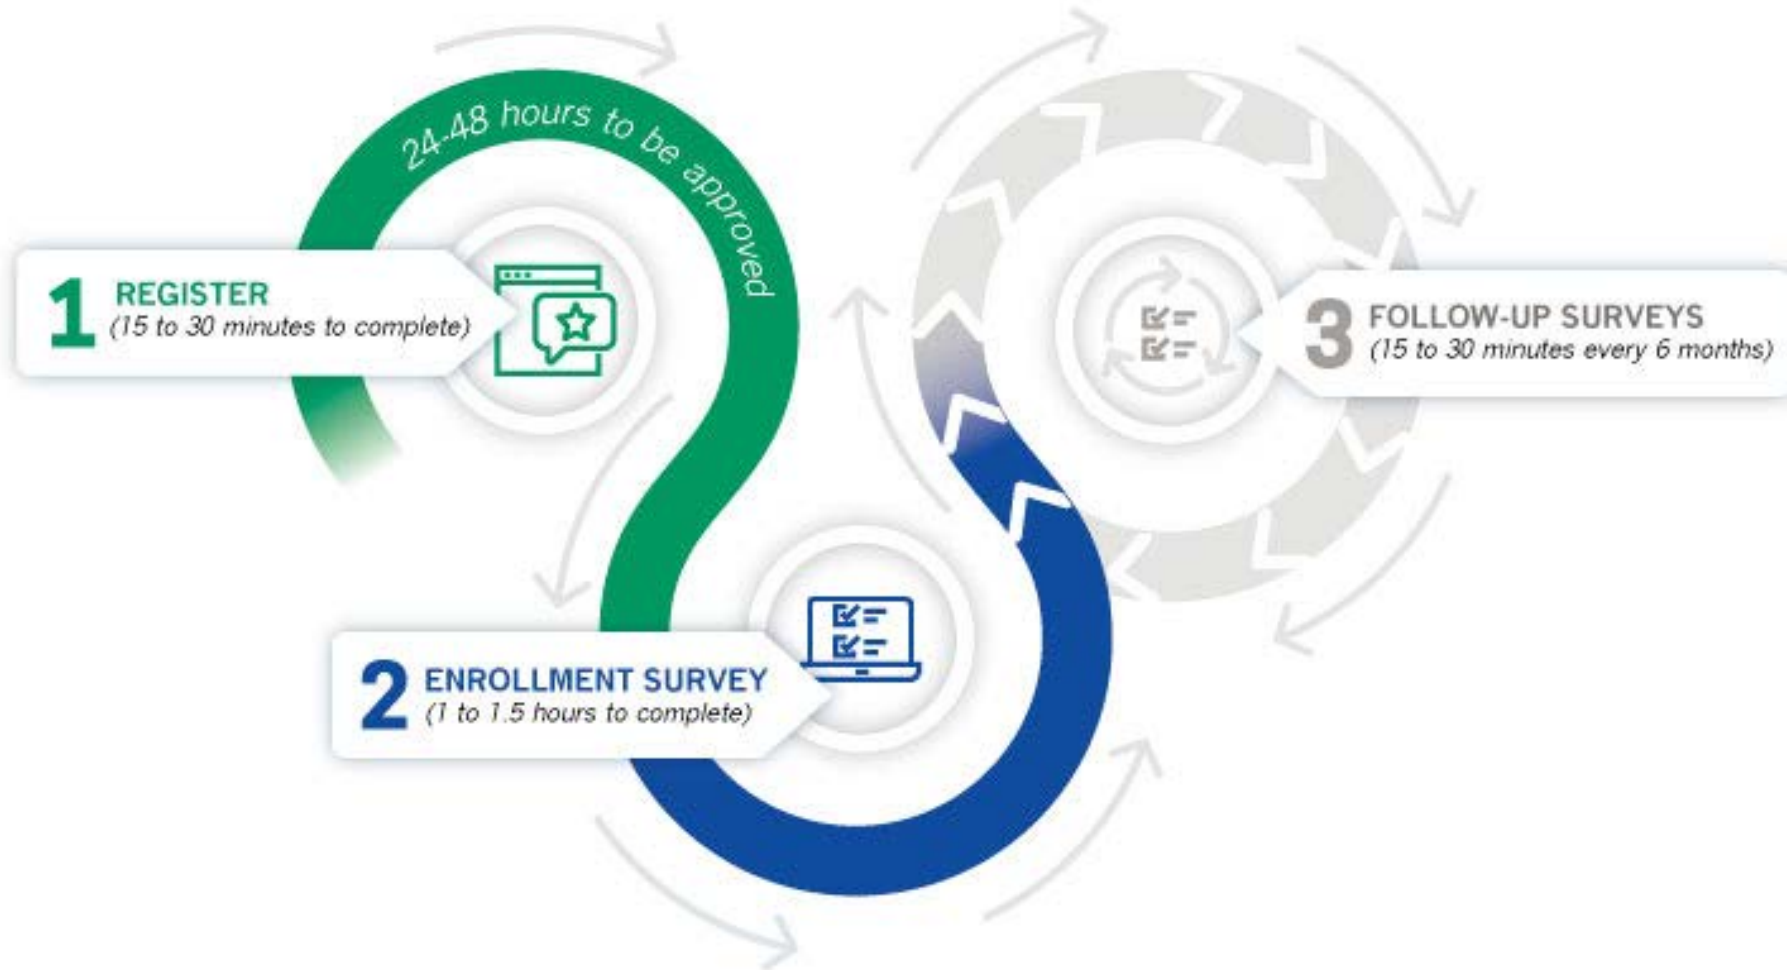 24-48 hours to be approved
1 REGISTER
(15 to 30 minutes to complete)
2 ENROLLMENT SURVEY
(1 to 1.5 hours to complete)
3 FOLLOW-UP SURVEYS
(15 to 30 minutes every 6 months)